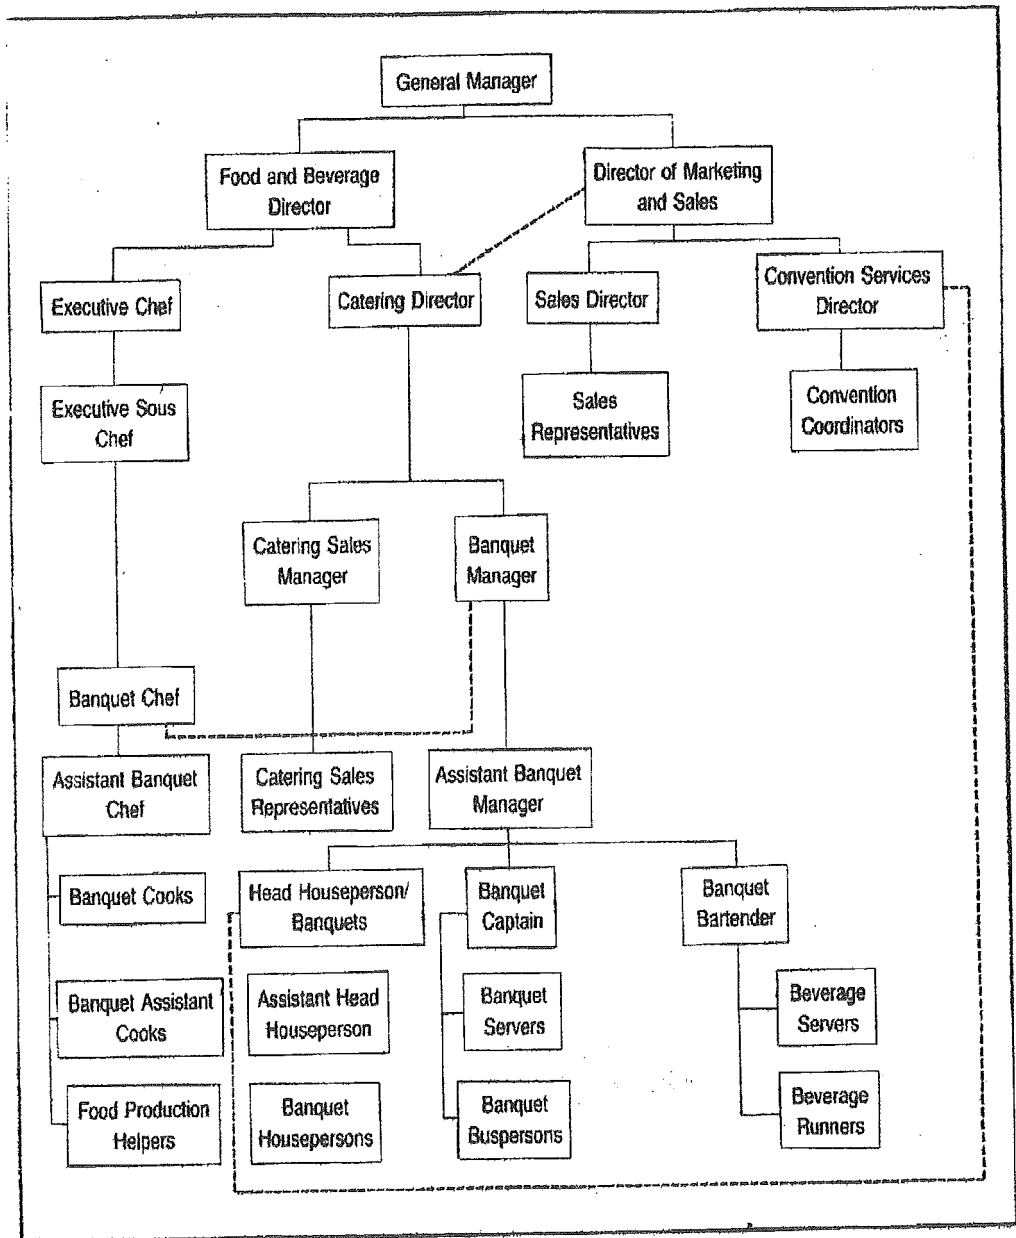 General Manager
Food and Beverage
Director
Director of Marketing
and Sales
Executive Chef
Catering Director
Sales Director
Convention Services
Director
Executive Sous
Chef
Sales
Representatives
Convention
Coordinators
Catering Sales
Manager
Banquet
Manager
Banquet Chef
Assistant Banquet
Chef
Catering Sales
Representatives
Assistant Banquet
Manager
Banquet Cooks
Head Houseperson/
Banquets
Banquet
Captain
Banquet
Bartender
Banquet Assistant
Cooks
Assistant Head
Houseperson
Banquet
Servers
Beverage
Servers
Food Production
Helpers
Banquet
Housepersons
Banquet
Buspersons
Beverage
Runners